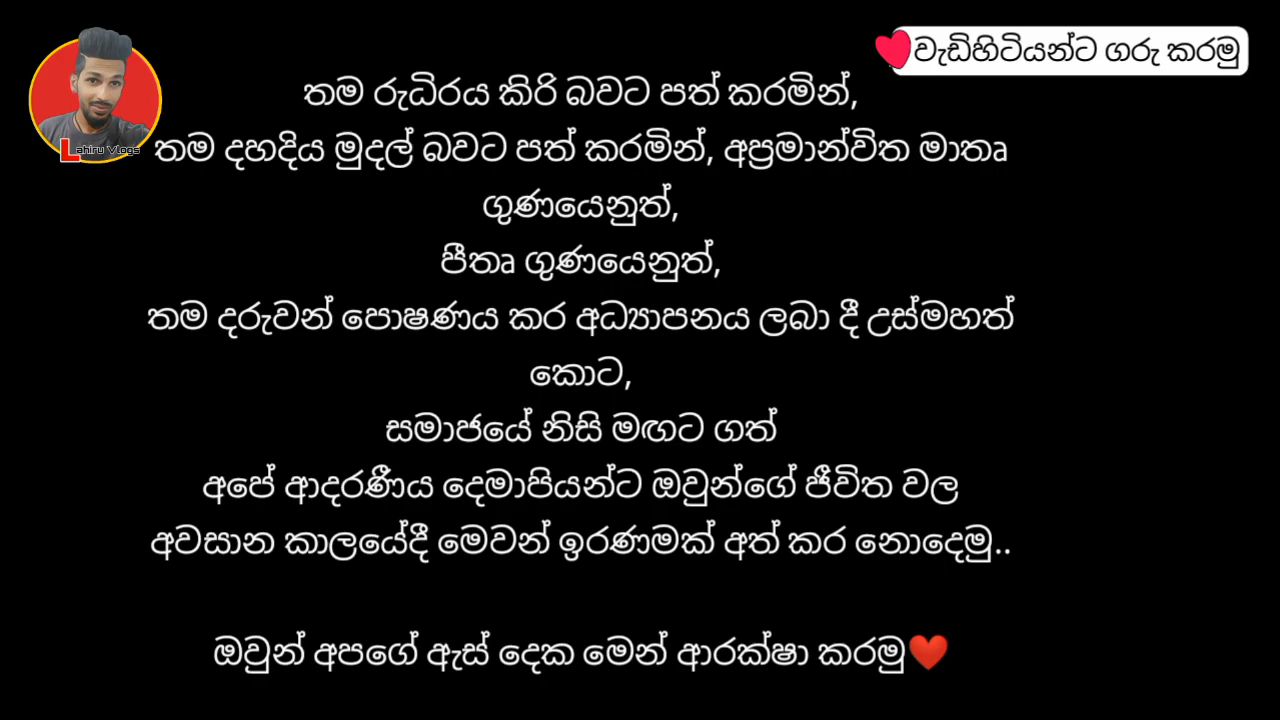 වැඩිහිටියන්ට ගරු කරමු
තම රුධිරය කිරි බවට පත් කරමින්,
තම දහදිය මුදල් බවට පත් කරමින්, අප්‍රමාන්විත මාතෘ
ගුණයෙනුත්,
පීතෘ ගුණයෙනුත්,
තම දරුවන් පොෂණය කර අධ්‍යාපනය ලබා දී උස්මහත්
කොට,
සමාජයේ නිසි මඟට ගත්
අපේ ආදරණීය දෙමාපියන්ට ඔවුන්ගේ ජීවිත වල
අවසාන කාලයේදී මෙවන් ඉරණමක් අත් කර නොදෙමු..
ඔවුන් අපගේ ඇස් දෙක මෙන් ආරක්ෂා කරමු❤️
Lahiru Vlogs